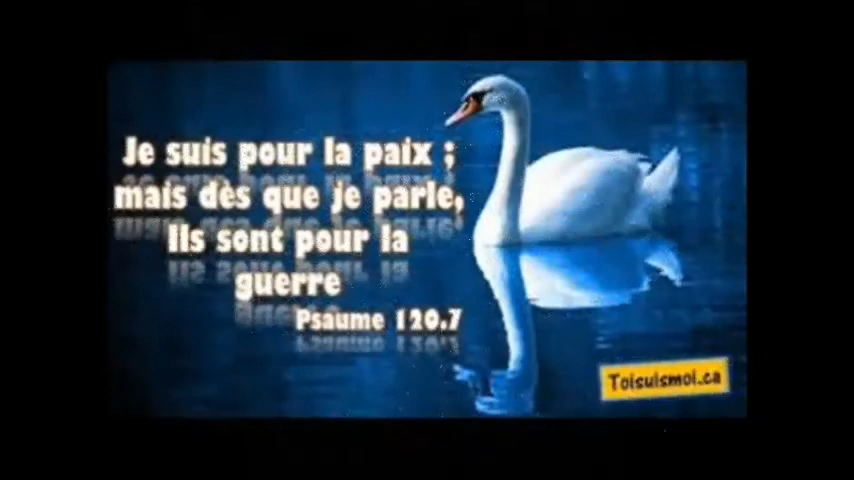 Je suis pour la paix ;
mais dès que je parle,
Ils sont pour la
guerre
Psaume 120.7
Toisuismoi.ca